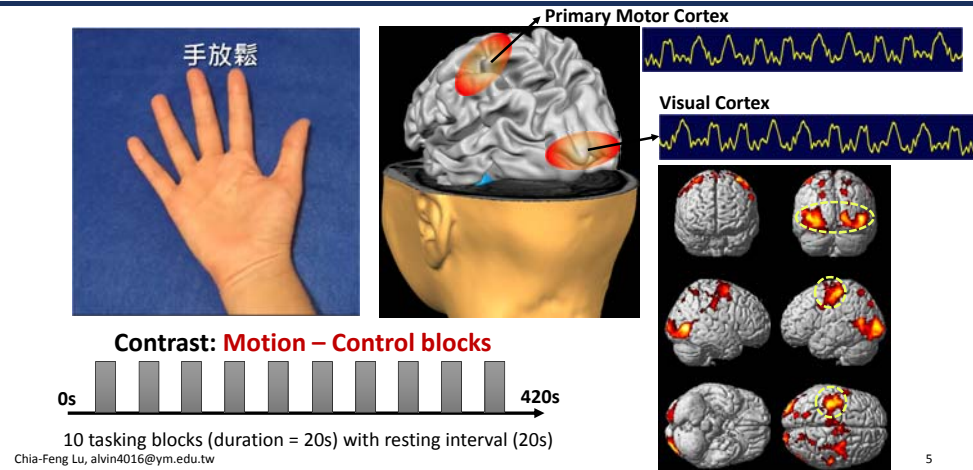 Primary Motor Cortex
手放鬆
Visual Cortex
Contrast: Motion – Control blocks
0s
420s
10 tasking blocks (duration = 20s) with resting interval (20s)
Chia-Feng Lu, alvin4016@ym.edu.tw
5